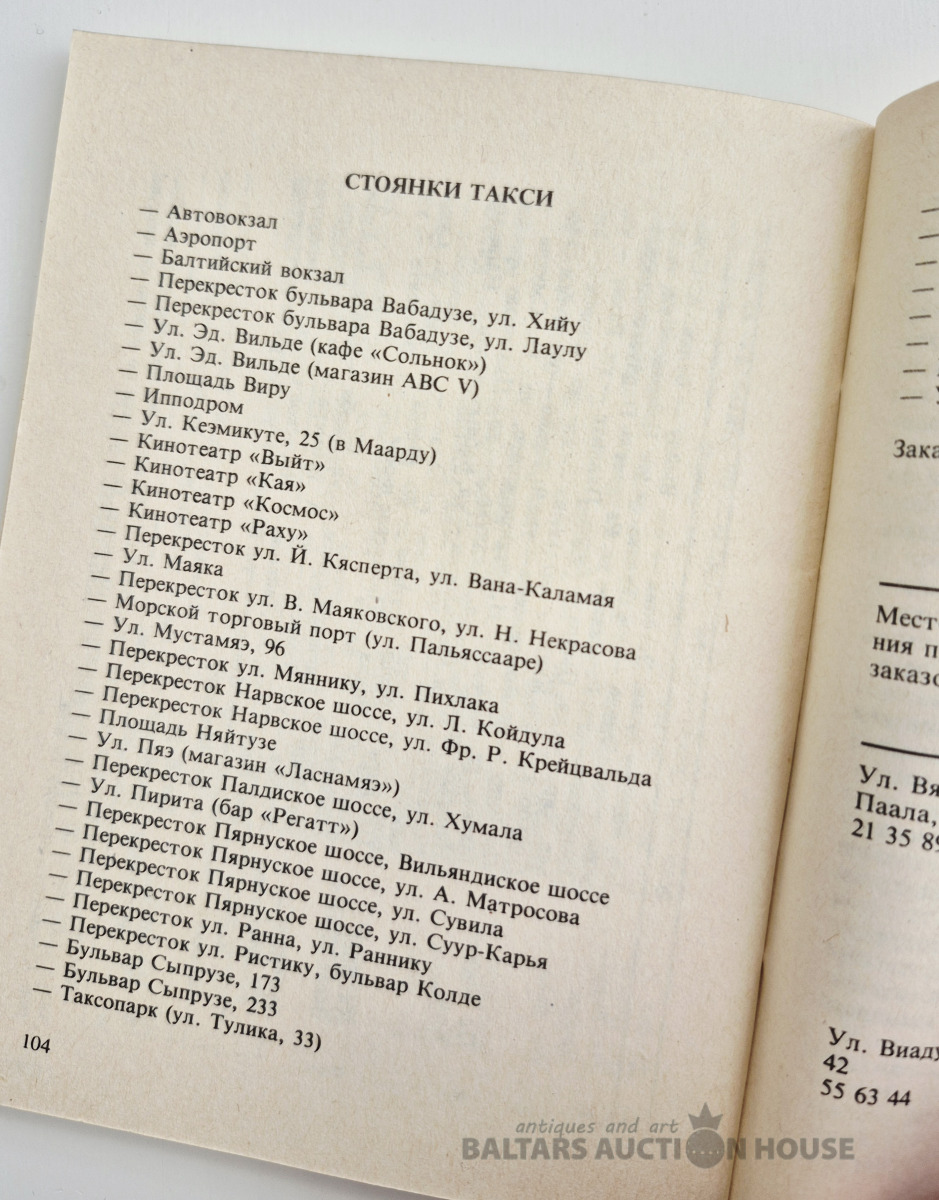 СТОЯНКИ ТАКСИ
— Автовокзал
— Аэропорт
— Балтийский вокзал
— Перекресток бульвара Вабадузе, ул. Хийу
— Перекресток бульвара Вабадузе, ул. Лаулу
— Ул. Эд. Вильде (кафе «Сольнок»)
— Ул. Эд. Вильде (магазин АВС V)
— Площадь Виру
— Ипподром
— Ул. Кеэмикуте, 25 (в Маарду)
— Кинотеатр «Выйт»
— Кинотеатр «Кая»
— Кинотеатр «Космос»
— Кинотеатр «Раху»
— Перекресток ул. Й. Кясперта, ул. Вана-Каламая
— Ул. Маяка
— Перекресток ул. В. Маяковского, ул. Н. Некрасова
— Морской торговый порт (ул. Пальяссааре)
— Ул. Мустамяэ, 96
— Перекресток ул. Мяннику, ул. Пихлака
— Перекресток Нарвское шоссе, ул. Л. Койдула
— Перекресток Нарвское шоссе, ул. Фр. Р. Крейцвальда
— Площадь Няйтузе
— Ул. Пяэ (магазин «Ласнамяэ»)
— Перекресток Палдиское шоссе, ул. Хумала
— Ул. Пирита (бар «Регатт»)
— Перекресток Пярнуское шоссе, Вильяндиское шоссе
— Перекресток Пярнуское шоссе, ул. А. Матросова
— Перекресток Пярнуское шоссе, ул. Сувила
— Перекресток Пярнуское шоссе, ул. Суур-Карья
— Перекресток ул. Ранна, ул. Раннику
— Перекресток ул. Ристику, бульвар Колде
— Бульвар Сыпрузе, 173
— Бульвар Сыпрузе, 233
— Таксопарк (ул. Тулика, 33)
104
Зака
Мест
ния п
заказо
Ул. Вя
Паала,
21 35 89
Ул. Виаду
42
55 63 44
antiques and art
BALTARS AUCTION HOUSE